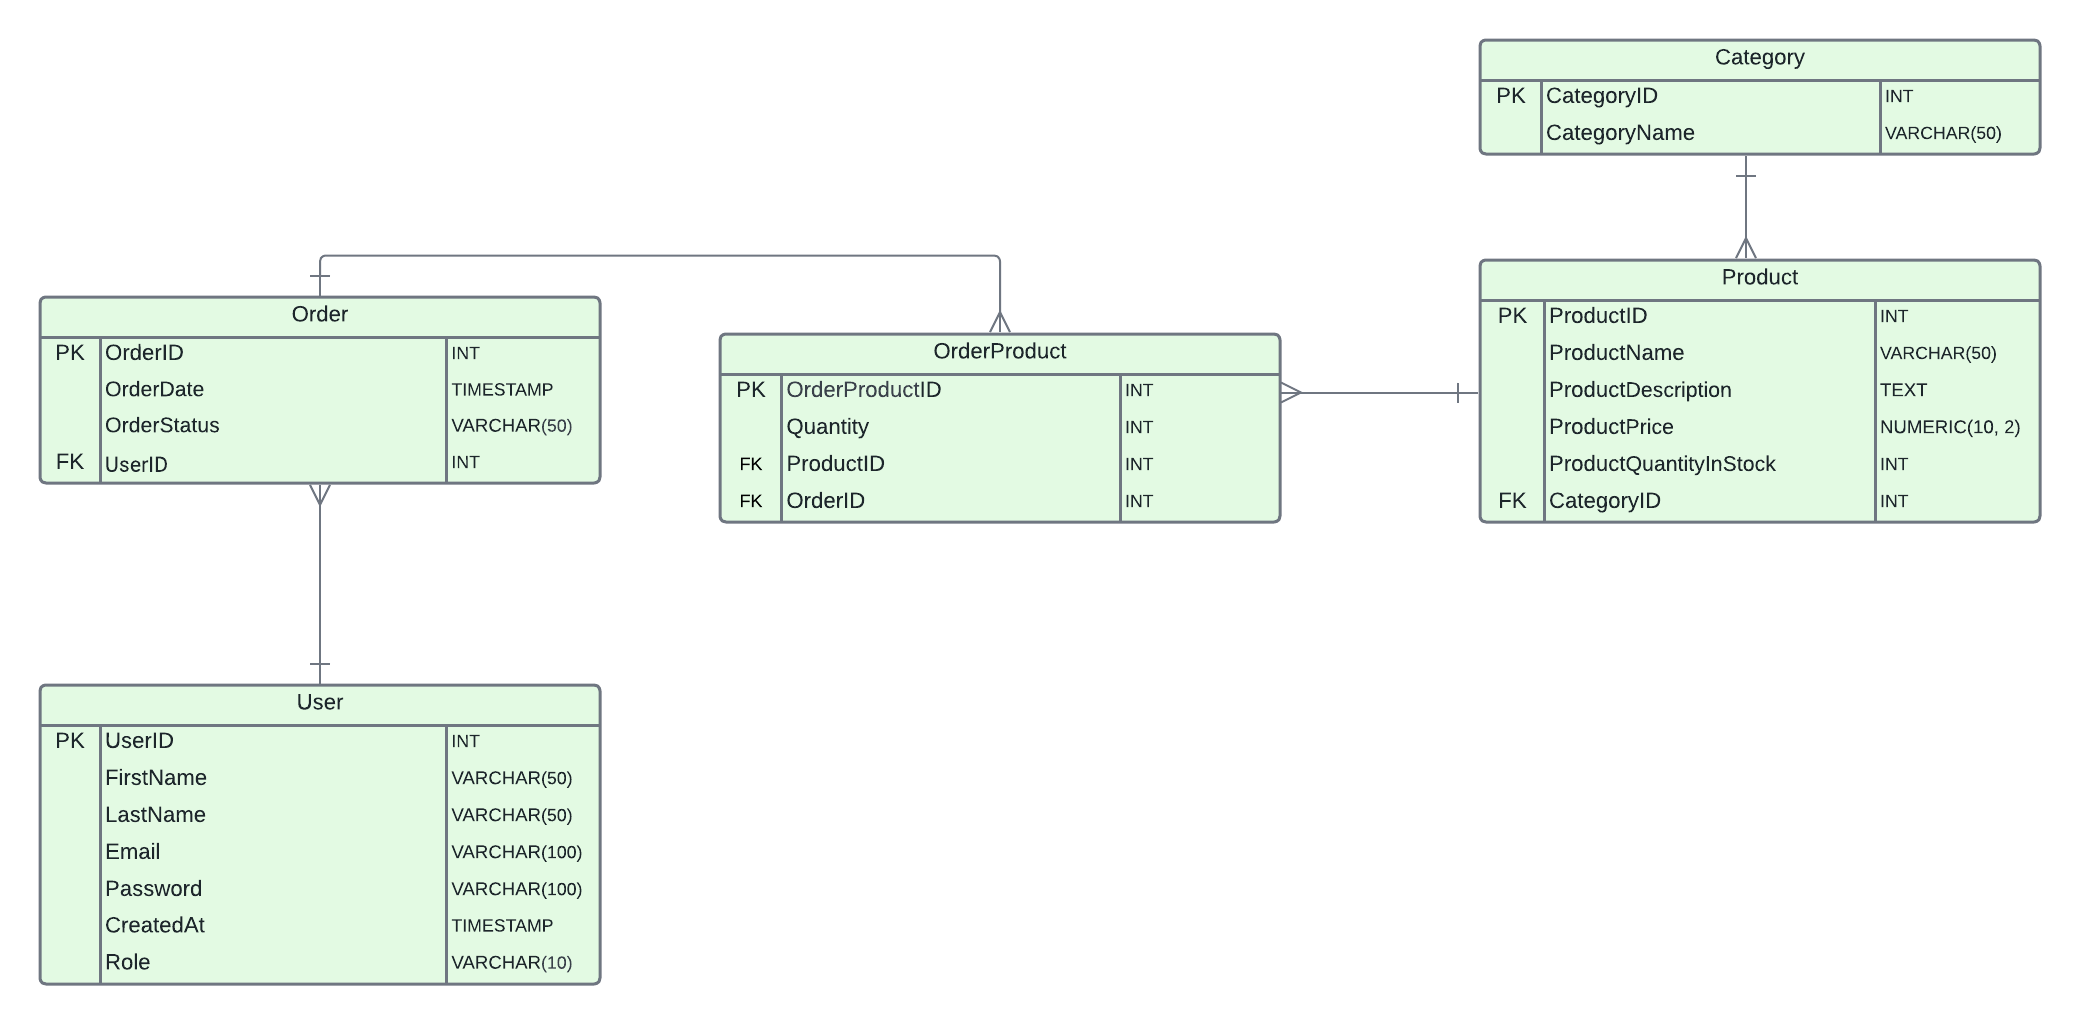 Category
PK CategoryID INT
CategoryName VARCHAR(50)
Product
PK ProductID INT
ProductName VARCHAR(50)
ProductDescription TEXT
ProductPrice NUMERIC(10, 2)
ProductQuantityInStock INT
FK CategoryID INT
Order
PK OrderID INT
OrderDate TIMESTAMP
OrderStatus VARCHAR(50)
FK UserID INT
OrderProduct
PK OrderProductID INT
Quantity INT
FK ProductID INT
FK OrderID INT
User
PK UserID INT
FirstName VARCHAR(50)
LastName VARCHAR(50)
Email VARCHAR(100)
Password VARCHAR(100)
CreatedAt TIMESTAMP
Role VARCHAR(10)